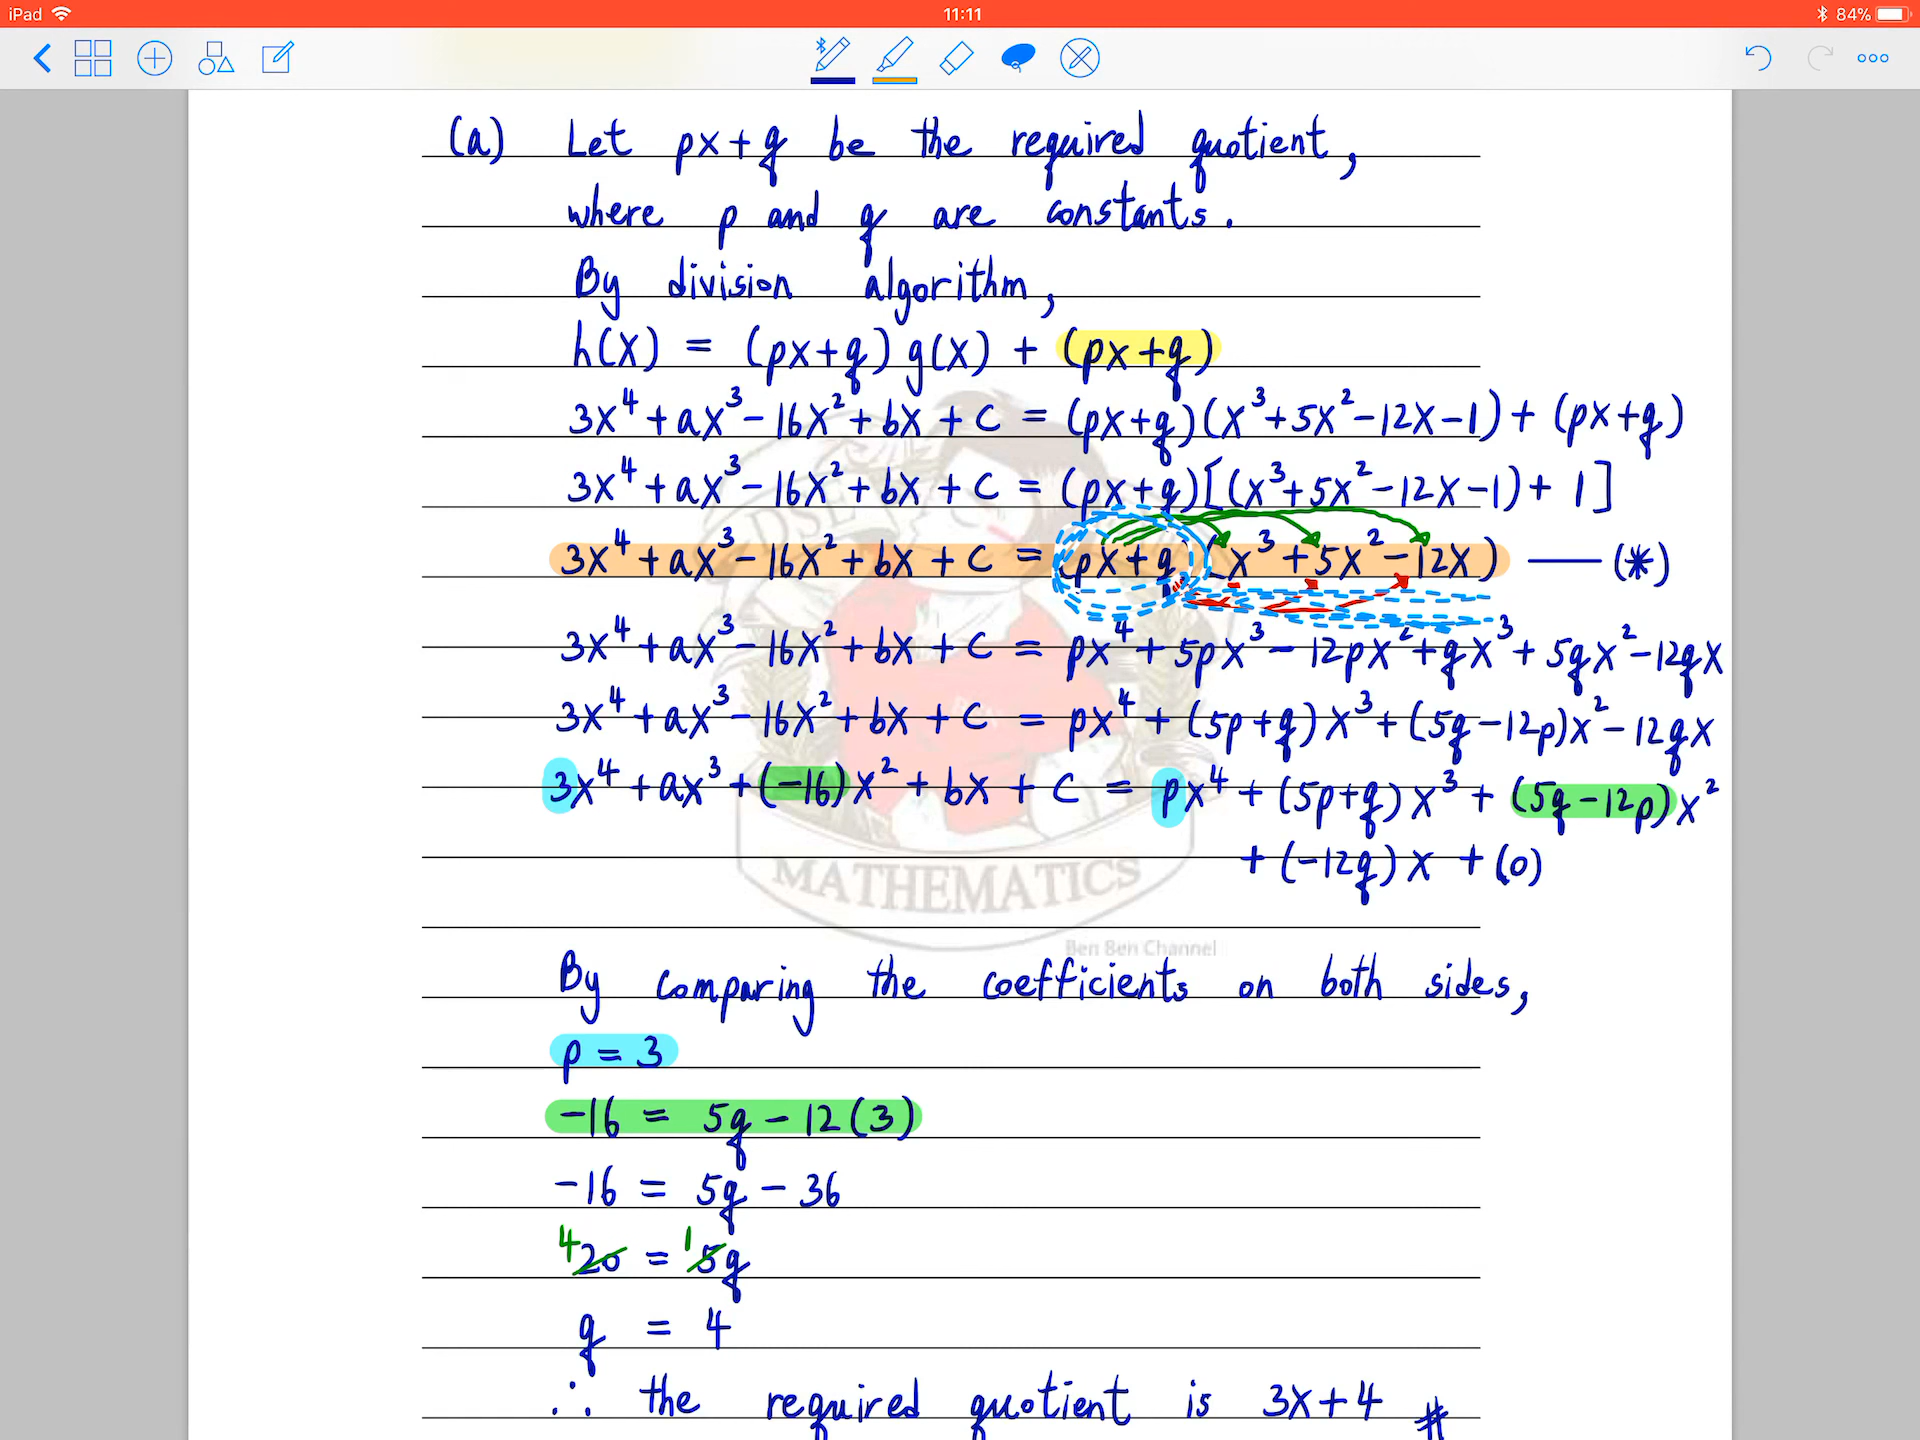 iPad 11:11 84%
(a) Let px+q be the required quotient,
where p and q are constants.
By division algorithm,
h(x) = (px+q) g(x) + (px+q)
3x⁴+ax³-16x²+bx+c = (px+q)(x³+5x²-12x-1)+(px+q)
3x⁴+ax³-16x²+bx+c = (px+q)[(x³+5x²-12x-1)+1]
3x⁴+ax³-16x²+bx+c = (px+q)(x³+5x²-12x) —— (*)
3x⁴+ax³-16x²+bx+c = px⁴+5px³-12px²+qx³+5qx²-12qx
3x⁴+ax³-16x²+bx+c = px⁴+(5p+q)x³+(5q-12p)x²-12qx
3x⁴+ax³+(-16)x²+bx+c = px⁴+(5p+q)x³+(5q-12p)x²
+(-12q)x+(0)
MATHEMATICS
Ben Ben Channel
By comparing the coefficients on both sides,
p = 3
-16 = 5q-12(3)
-16 = 5q-36
4 20 = 1 5q
q = 4
∴ the required quotient is 3x+4 #